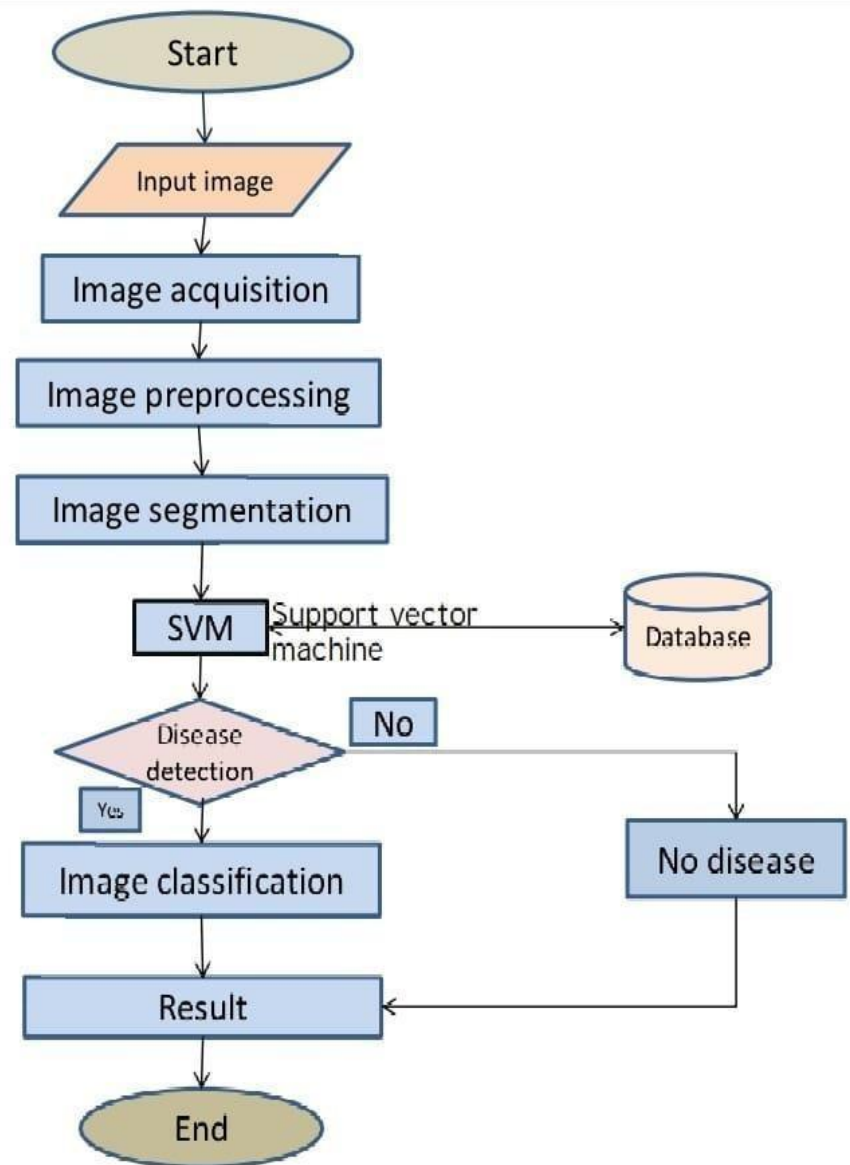 Start
Input image
Image acquisition
Image preprocessing
Image segmentation
SVM
Support vector
machine
Database
Disease
detection
No
Yes
Image classification
No disease
Result
End